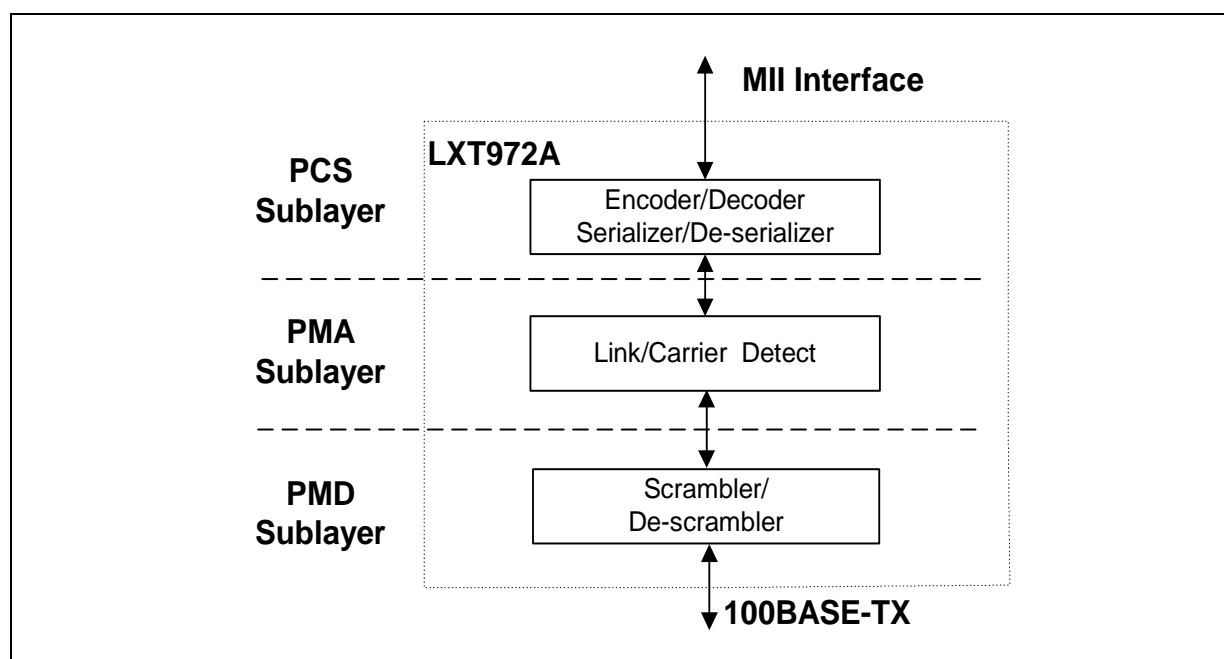 MII Interface
LXT972A
PCS
Sublayer
Encoder/Decoder
Serializer/De-serializer
PMA
Sublayer
Link/Carrier Detect
PMD
Sublayer
Scrambler/
De-scrambler
100BASE-TX